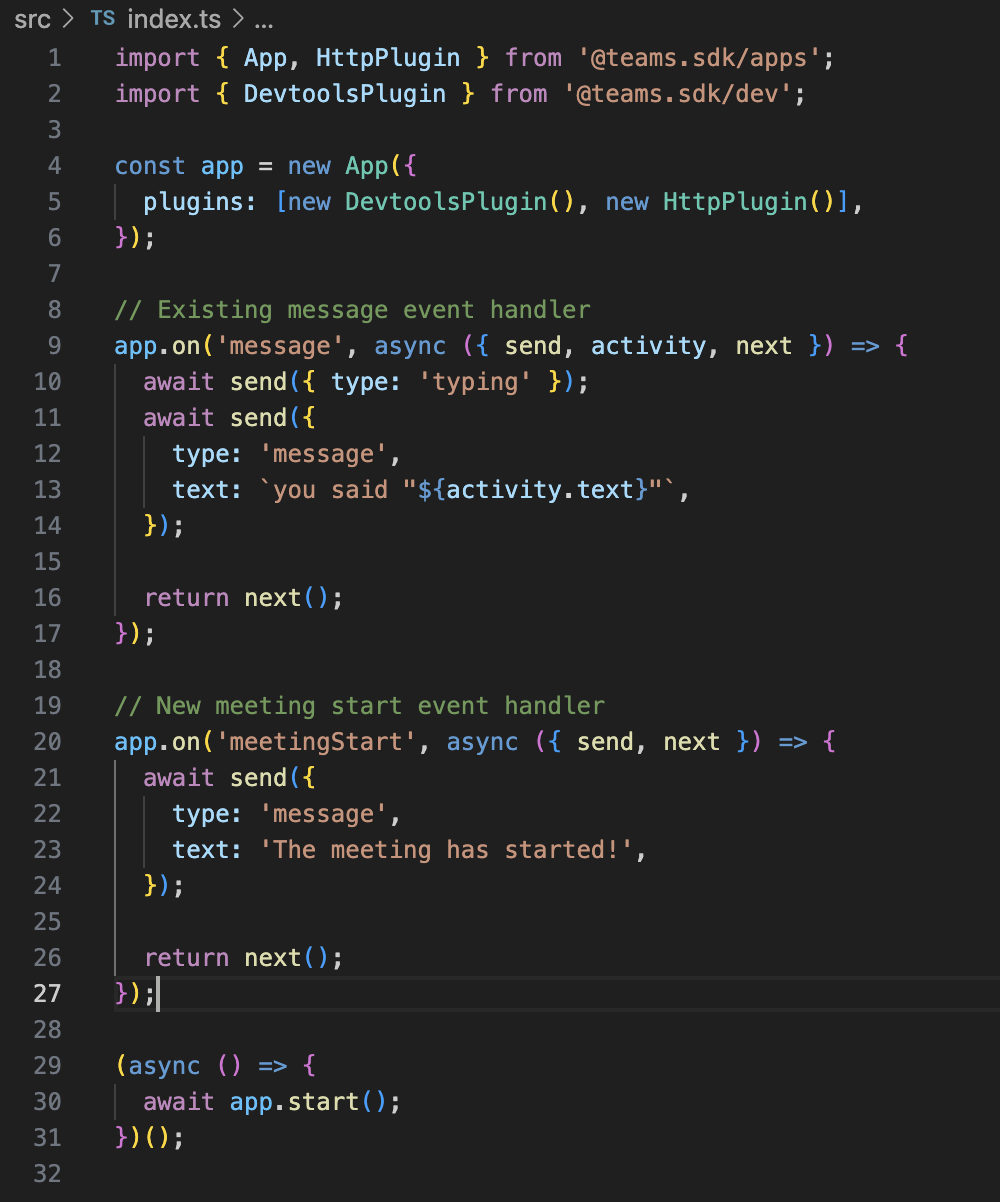 src > TS index.ts > ...
1 import { App, HttpPlugin } from '@teams.sdk/apps';
2 import { DevtoolsPlugin } from '@teams.sdk/dev';
3
4 const app = new App({
5   plugins: [new DevtoolsPlugin(), new HttpPlugin()],
6 });
7
8 // Existing message event handler
9 app.on('message', async ({ send, activity, next }) => {
10   await send({ type: 'typing' });
11   await send({
12     type: 'message',
13     text: `you said "${activity.text}"`,
14   });
15
16   return next();
17 });
18
19 // New meeting start event handler
20 app.on('meetingStart', async ({ send, next }) => {
21   await send({
22     type: 'message',
23     text: 'The meeting has started!',
24   });
25
26   return next();
27 });
28
29 (async () => {
30   await app.start();
31 })();
32